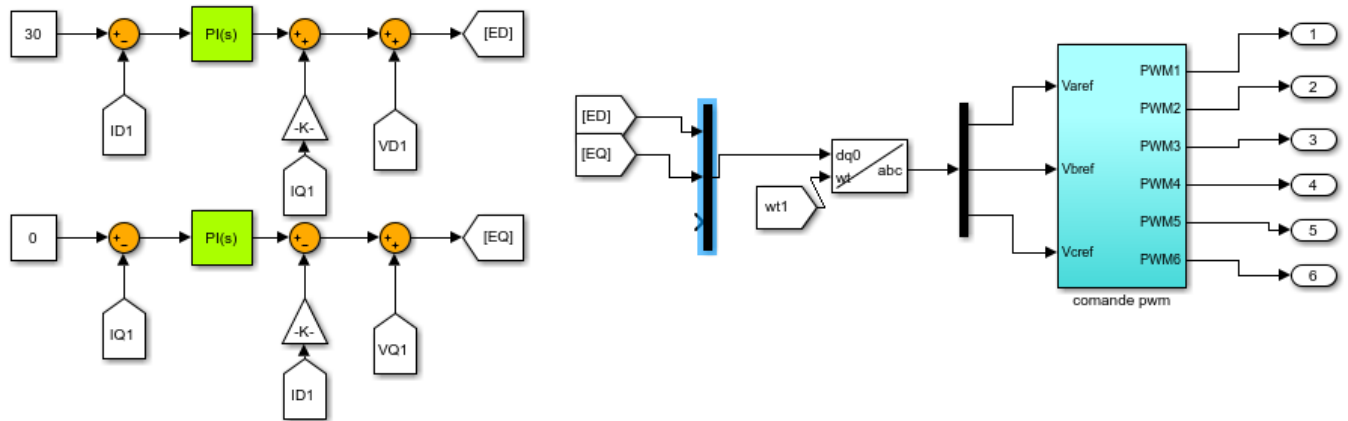 30
+
−
PI(s)
+
+
+
+
[ED]
ID1
-K-
IQ1
VD1
0
+
−
PI(s)
+
−
+
+
[EQ]
IQ1
-K-
ID1
VQ1
[ED]
[EQ]
wt1
dq0
wt
abc
Varef
Vbref
Vcref
PWM1
PWM2
PWM3
PWM4
PWM5
PWM6
comande pwm
1
2
3
4
5
6